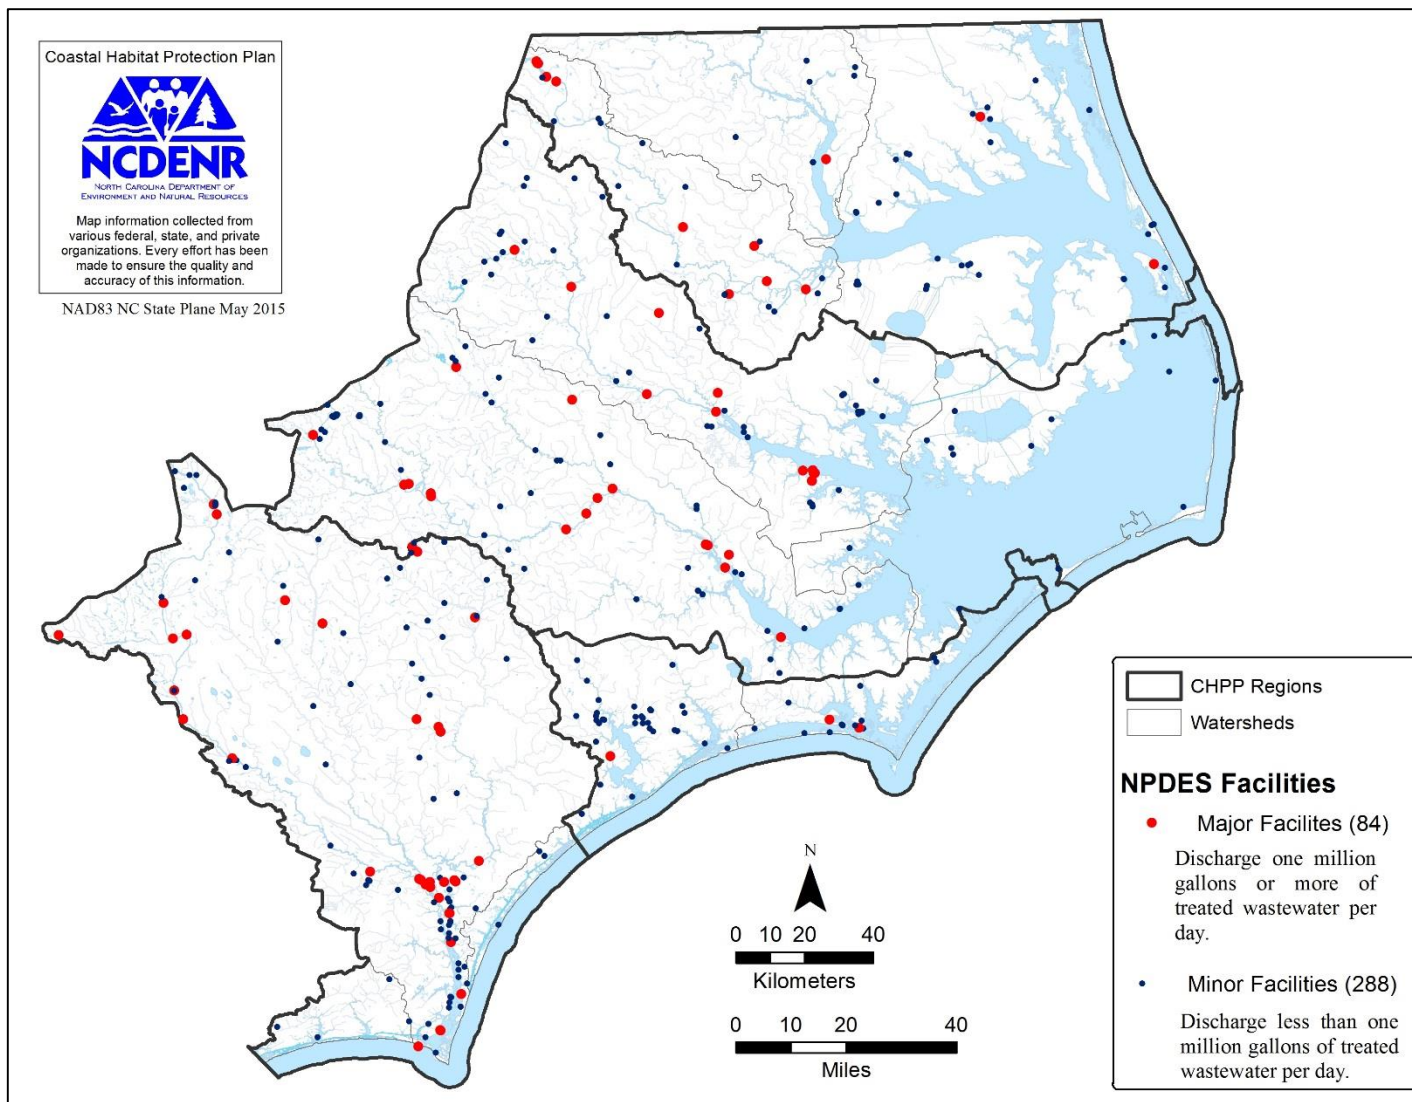 Coastal Habitat Protection Plan
NCDENR
NORTH CAROLINA DEPARTMENT OF
ENVIRONMENT AND NATURAL RESOURCES
Map information collected from
various federal, state, and private
organizations. Every effort has been
made to ensure the quality and
accuracy of this information.
NAD83 NC State Plane May 2015
N
0 10 20 40
Kilometers
0 10 20 40
Miles
CHPP Regions
Watersheds
NPDES Facilities
Major Facilites (84)
Discharge one million
gallons or more of
treated wastewater per
day.
Minor Facilities (288)
Discharge less than one
million gallons of treated
wastewater per day.